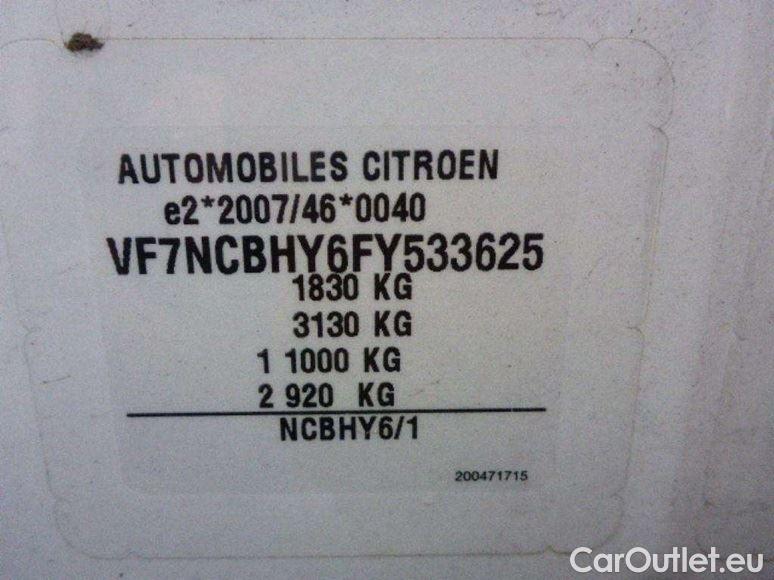 AUTOMOBILES CITROEN
e2*2007/46*0040
VF7NCBHY6FY533625
1830 KG
3130 KG
1 1000 KG
2 920 KG
NCBHY6/1
200471715
CarOutlet.eu